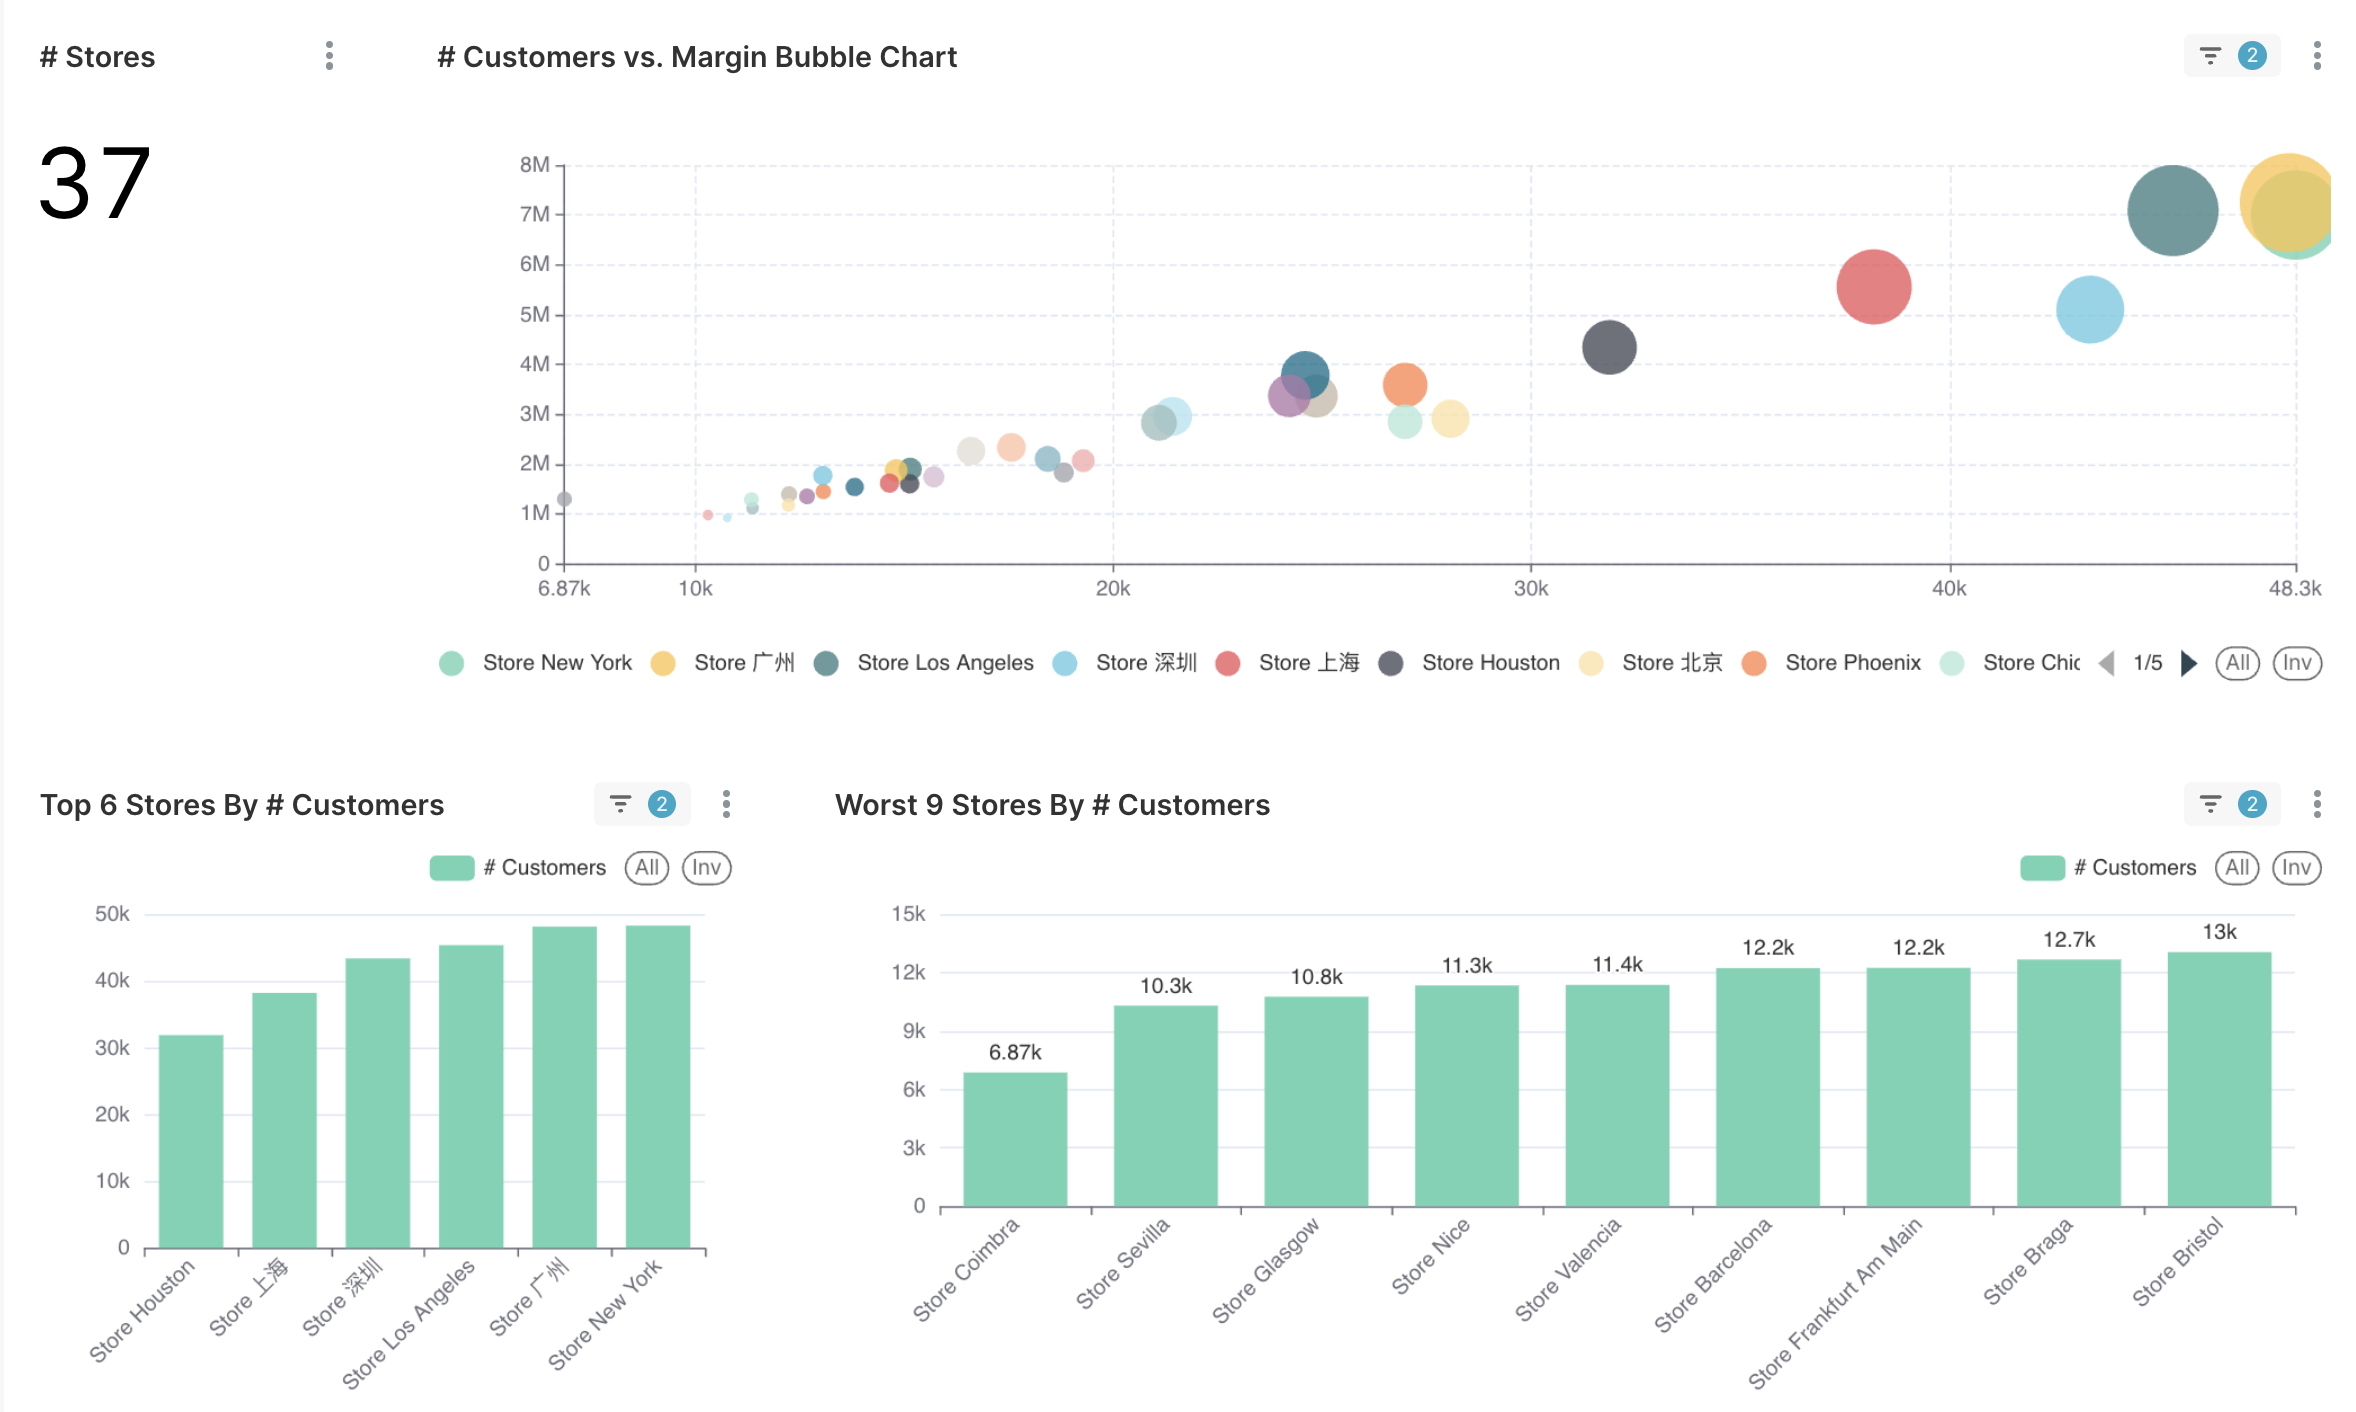 # Stores
37
# Customers vs. Margin Bubble Chart
2
8M
7M
6M
5M
4M
3M
2M
1M
0
6.87k 10k 20k 30k 40k 48.3k
Store New York Store 广州 Store Los Angeles Store 深圳 Store 上海 Store Houston Store 北京 Store Phoenix Store Chic 1/5 All Inv
Top 6 Stores By # Customers
2
# Customers All Inv
50k
40k
30k
20k
10k
0
Store Houston
Store 上海
Store 深圳
Store Los Angeles
Store 广州
Store New York
Worst 9 Stores By # Customers
2
# Customers All Inv
15k
12k
9k
6k
3k
0
6.87k
10.3k
10.8k
11.3k
11.4k
12.2k
12.2k
12.7k
13k
Store Coimbra
Store Sevilla
Store Glasgow
Store Nice
Store Valencia
Store Barcelona
Store Frankfurt Am Main
Store Braga
Store Bristol